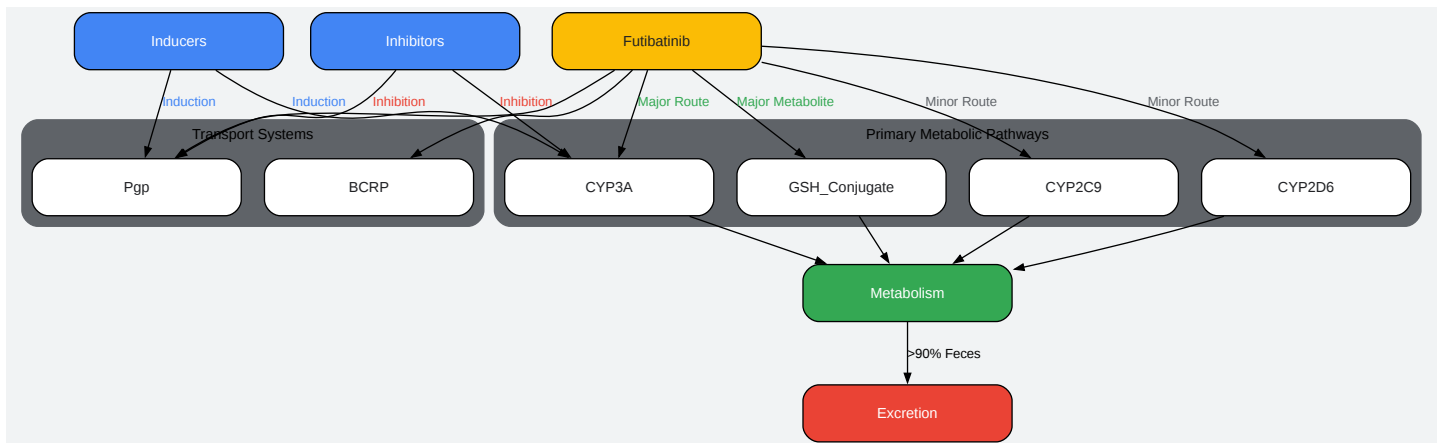 Inducers
Inhibitors
Futibatinib
Induction
Induction
Inhibition
Inhibition
Major Route
Major Metabolite
Minor Route
Minor Route
Transport Systems
Primary Metabolic Pathways
Pgp
BCRP
CYP3A
GSH_Conjugate
CYP2C9
CYP2D6
Metabolism
>90% Feces
Excretion